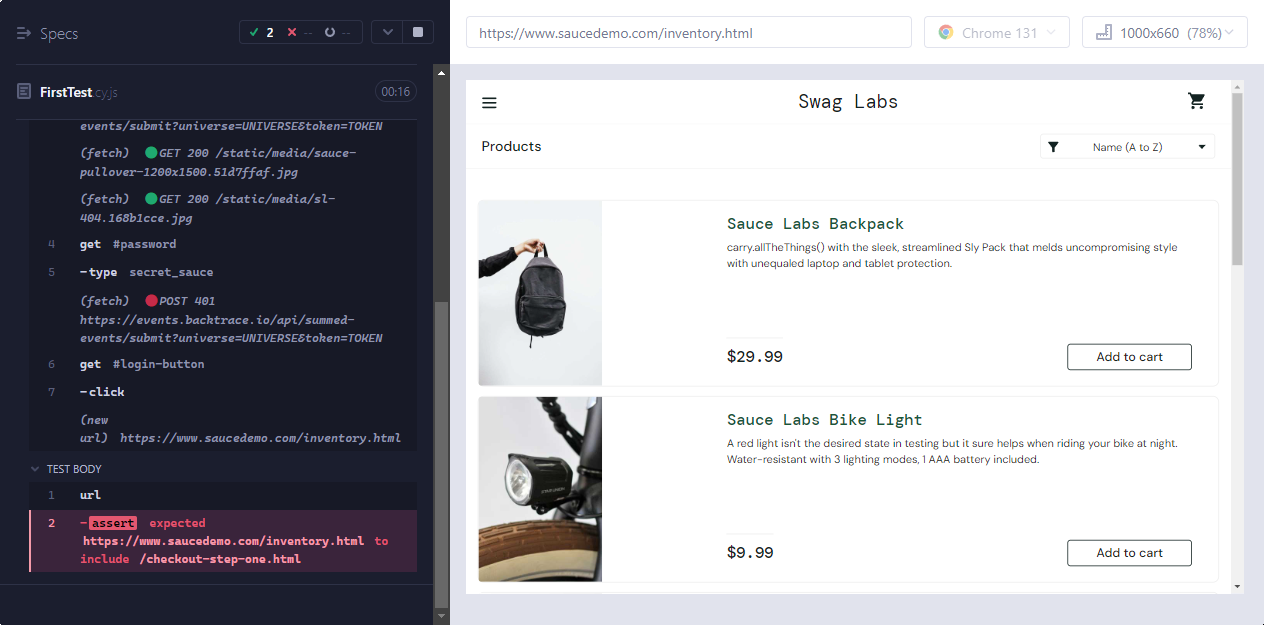 Specs
2
--
--
FirstTest.cy.js
00:16
events/submit?universe=UNIVERSE&token=TOKEN
(fetch) GET 200 /static/media/sauce-
pullover-1200x1500.51d7ffaf.jpg
(fetch) GET 200 /static/media/sl-
404.168b1cce.jpg
4 get #password
5 -type secret_sauce
(fetch) POST 401
https://events.backtrace.io/api/summed-
events/submit?universe=UNIVERSE&token=TOKEN
6 get #login-button
7 -click
(new
url) https://www.saucedemo.com/inventory.html
TEST BODY
1 url
2 -assert expected
https://www.saucedemo.com/inventory.html to
include /checkout-step-one.html
https://www.saucedemo.com/inventory.html
Chrome 131
1000x660 (78%)
Swag Labs
Products
Name (A to Z)
Sauce Labs Backpack
carry.allTheThings() with the sleek, streamlined Sly Pack that melds uncompromising style
with unequaled laptop and tablet protection.
$29.99
Add to cart
Sauce Labs Bike Light
A red light isn't the desired state in testing but it sure helps when riding your bike at night.
Water-resistant with 3 lighting modes, 1 AAA battery included.
$9.99
Add to cart